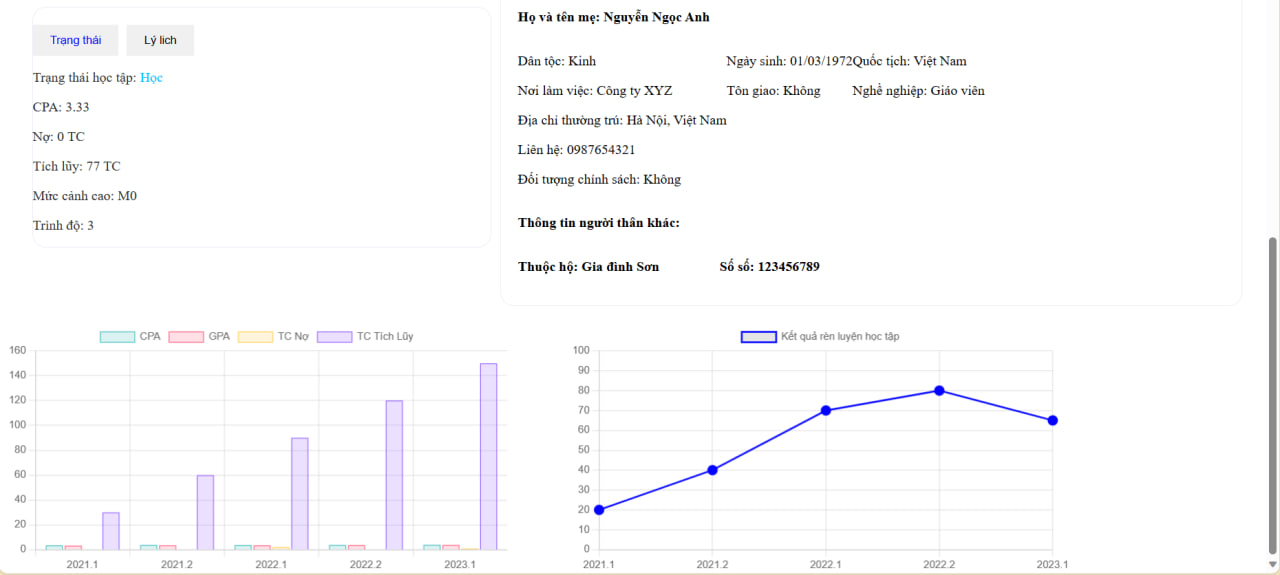 Trạng thái
Lý lich
Trạng thái học tập: Học
CPA: 3.33
Nợ: 0 TC
Tích lũy: 77 TC
Mức cảnh cao: M0
Trình độ: 3
Họ và tên mẹ: Nguyễn Ngọc Anh
Dân tộc: Kinh Ngày sinh: 01/03/1972Quốc tịch: Việt Nam
Nơi làm việc: Công ty XYZ Tôn giao: Không Nghề nghiệp: Giáo viên
Địa chỉ thường trú: Hà Nội, Việt Nam
Liên hệ: 0987654321
Đối tượng chính sách: Không
Thông tin người thân khác:
Thuộc hộ: Gia đình Sơn Số sổ: 123456789
CPA GPA TC Nợ TC Tích Lũy
160
140
120
100
80
60
40
20
0
2021.1 2021.2 2022.1 2022.2 2023.1
Kết quả rèn luyện học tập
100
90
80
70
60
50
40
30
20
10
0
2021.1 2021.2 2022.1 2022.2 2023.1